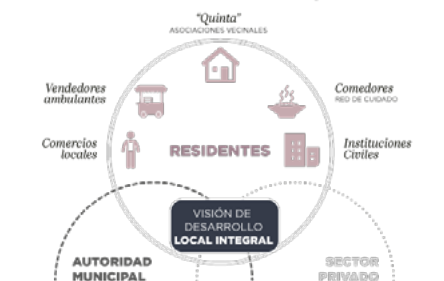 "Quinta"
ASOCIACIONES VECINALES
Vendedores
ambulantes
Comedores
RED DE CUIDADO
Comercios
locales
RESIDENTES
Instituciones
Civiles
VISIÓN DE
DESARROLLO
LOCAL INTEGRAL
AUTORIDAD
MUNICIPAL
SECTOR
PRIVADO